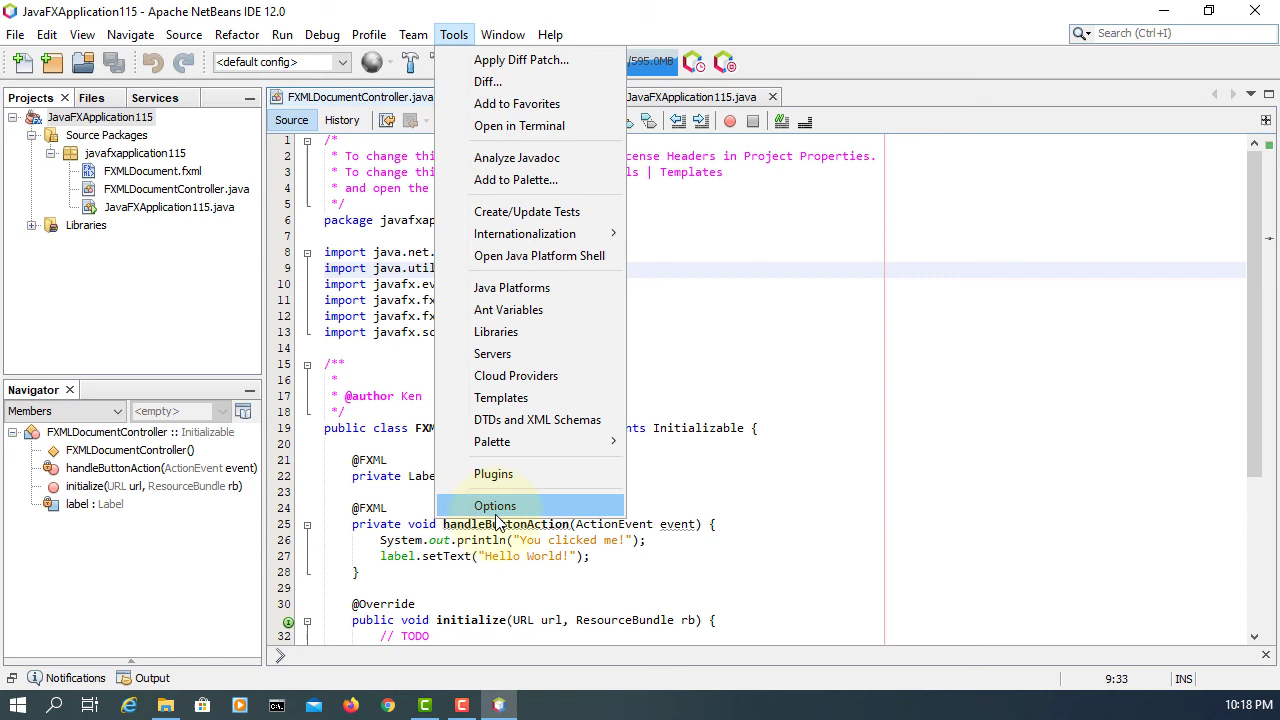 JavaFXApplication115 - Apache NetBeans IDE 12.0
File Edit View Navigate Source Refactor Run Debug Profile Team Tools Window Help
Search (Ctrl+I)
<default config>
/595.0MB
Projects Files Services
FXMLDocumentController.java
JavaFXApplication115.java
Source History
JavaFXApplication115
Source Packages
javafxapplication115
FXMLDocument.fxml
FXMLDocumentController.java
JavaFXApplication115.java
Libraries
Navigator
Members
<empty>
FXMLDocumentController :: Initializable
FXMLDocumentController()
handleButtonAction(ActionEvent event)
initialize(URL url, ResourceBundle rb)
label : Label
Apply Diff Patch...
Diff...
Add to Favorites
Open in Terminal
Analyze Javadoc
Add to Palette...
Create/Update Tests
Internationalization
Open Java Platform Shell
Java Platforms
Ant Variables
Libraries
Servers
Cloud Providers
Templates
DTDs and XML Schemas
Palette
Plugins
Options
1 /*
2 * To change thi cense Headers in Project Properties.
3 * To change thi ls | Templates
4 * and open the
5 */
6 package javafxap
7
8 import java.net.
9 import java.util
10 import javafx.ev
11 import javafx.fx
12 import javafx.fx
13 import javafx.sc
14
15 /**
16 *
17 * @author Ken
18 */
19 public class FXM ents Initializable {
20
21 @FXML
22 private Labe
23
24 @FXML
25 private void handleButtonAction(ActionEvent event) {
26 System.out.println("You clicked me!");
27 label.setText("Hello World!");
28 }
29
30 @Override
public void initialize(URL url, ResourceBundle rb) {
32 // TODO
Notifications Output
9:33 INS
10:18 PM